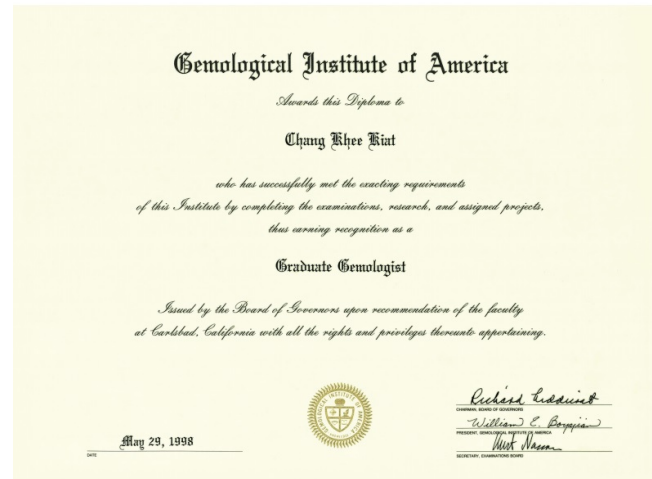 Gemological Institute of America
Awards this Diploma to
Chang Khee Kiat
who has successfully met the exacting requirements
of this Institute by completing the examinations, research, and assigned projects,
thus earning recognition as a
Graduate Gemologist
Issued by the Board of Governors upon recommendation of the faculty
at Carlsbad, California with all the rights and privileges thereunto appertaining.
GEMOLOGICAL INSTITUTE OF AMERICA
Richard
CHAIRMAN, BOARD OF GOVERNORS
William E. Boyajian
PRESIDENT, GEMOLOGICAL INSTITUTE OF AMERICA
SECRETARY, EXAMINATIONS BOARD
May 29, 1998
DATE